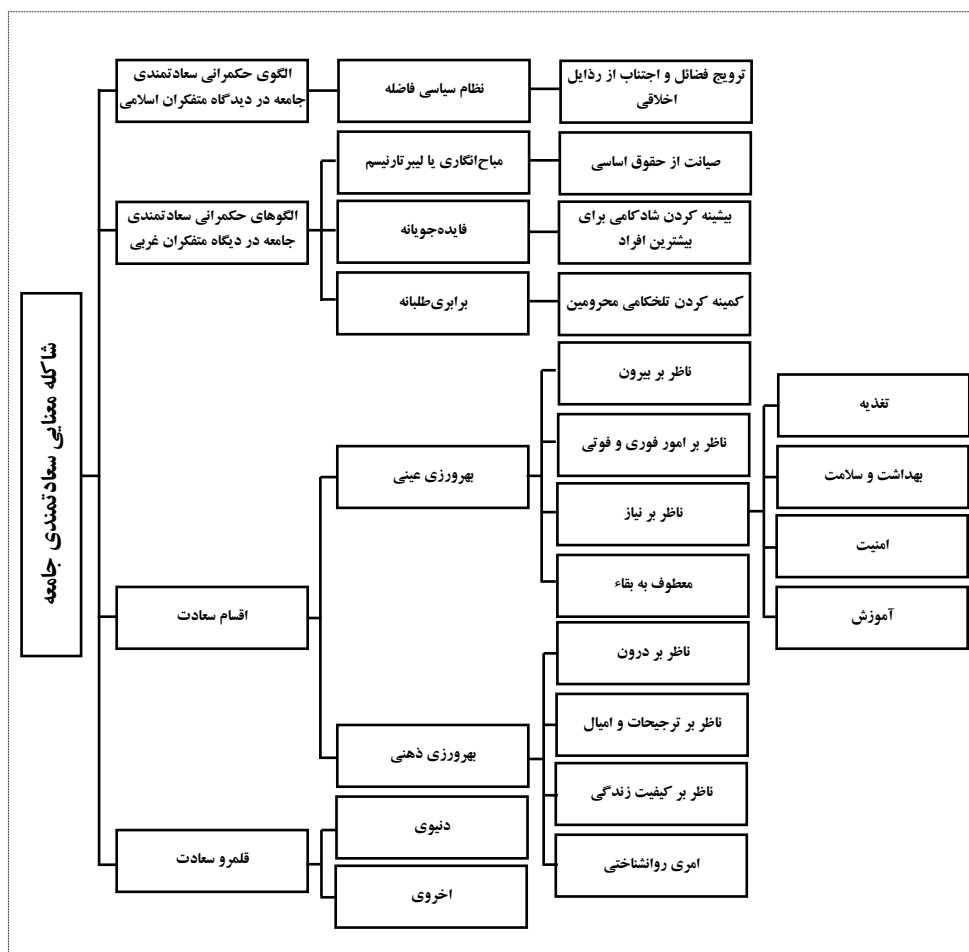 شاکله معنایی سعادتمندی جامعه
الگوی حکمرانی سعادتمندی
جامعه در دیدگاه متفکران اسلامی
نظام سیاسی فاضله
ترویج فضائل و اجتناب از رذایل
اخلاقی
الگوهای حکمرانی سعادتمندی
جامعه در دیگاه متفکران غربی
مباح‌انگاری یا لیبرتارنیسم
صیانت از حقوق اساسی
فایده‌جویانه
بیشینه کردن شادکامی برای
بیشترین افراد
برابری‌طلبانه
کمینه کردن تلخکامی محرومین
اقسام سعادت
بهرورزی عینی
ناظر بر بیرون
ناظر بر امور فوری و فوتی
ناظر بر نیاز
تغذیه
بهداشت و سلامت
امنیت
آموزش
معطوف به بقاء
بهرورزی ذهنی
ناظر بر درون
ناظر بر ترجیحات و امیال
ناظر بر کیفیت زندگی
امری روانشناختی
قلمرو سعادت
دنیوی
اخروی